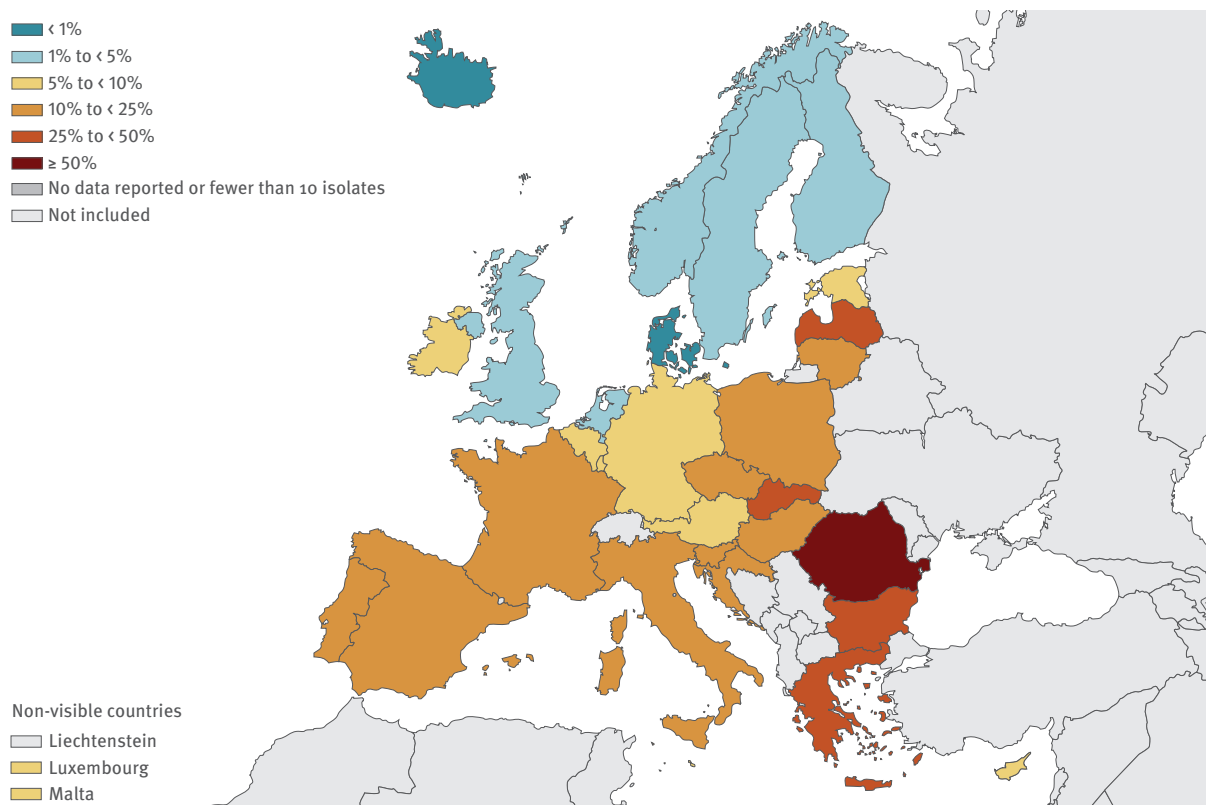 < 1%
1% to < 5%
5% to < 10%
10% to < 25%
25% to < 50%
≥ 50%
No data reported or fewer than 10 isolates
Not included
Non-visible countries
Liechtenstein
Luxembourg
Malta